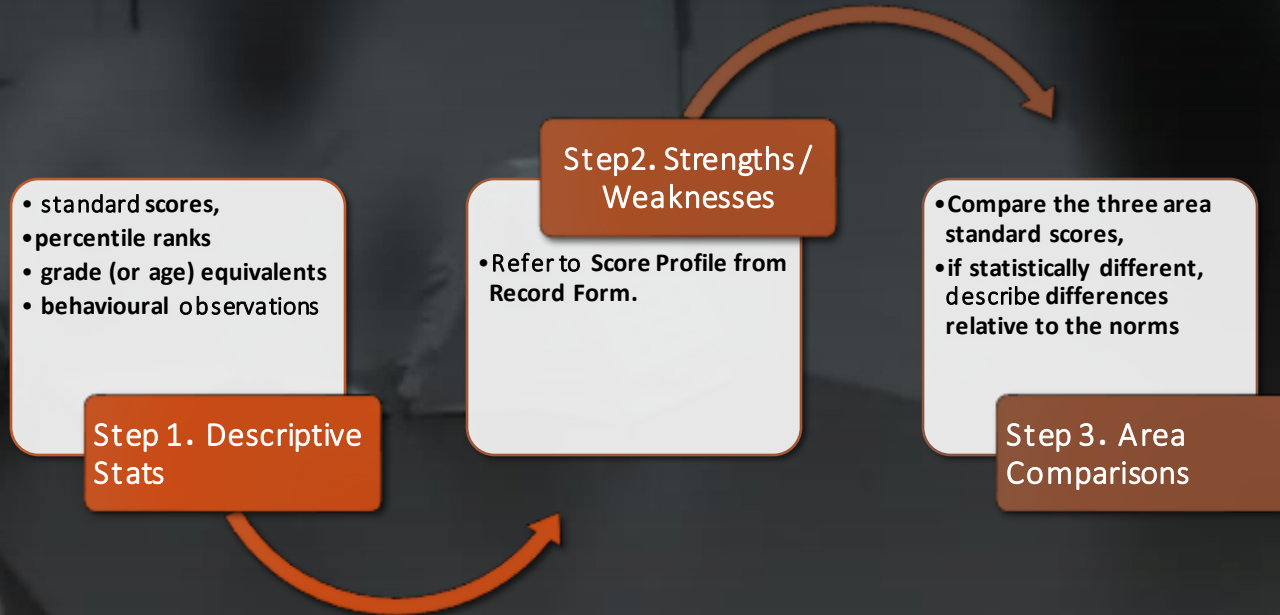 • standard scores,
•percentile ranks
• grade (or age) equivalents
• behavioural observations
Step 1. Descriptive
Stats
Step2. Strengths/
Weaknesses
•Refer to Score Profile from
Record Form.
•Compare the three area
standard scores,
•if statistically different,
describe differences
relative to the norms
Step 3. Area
Comparisons